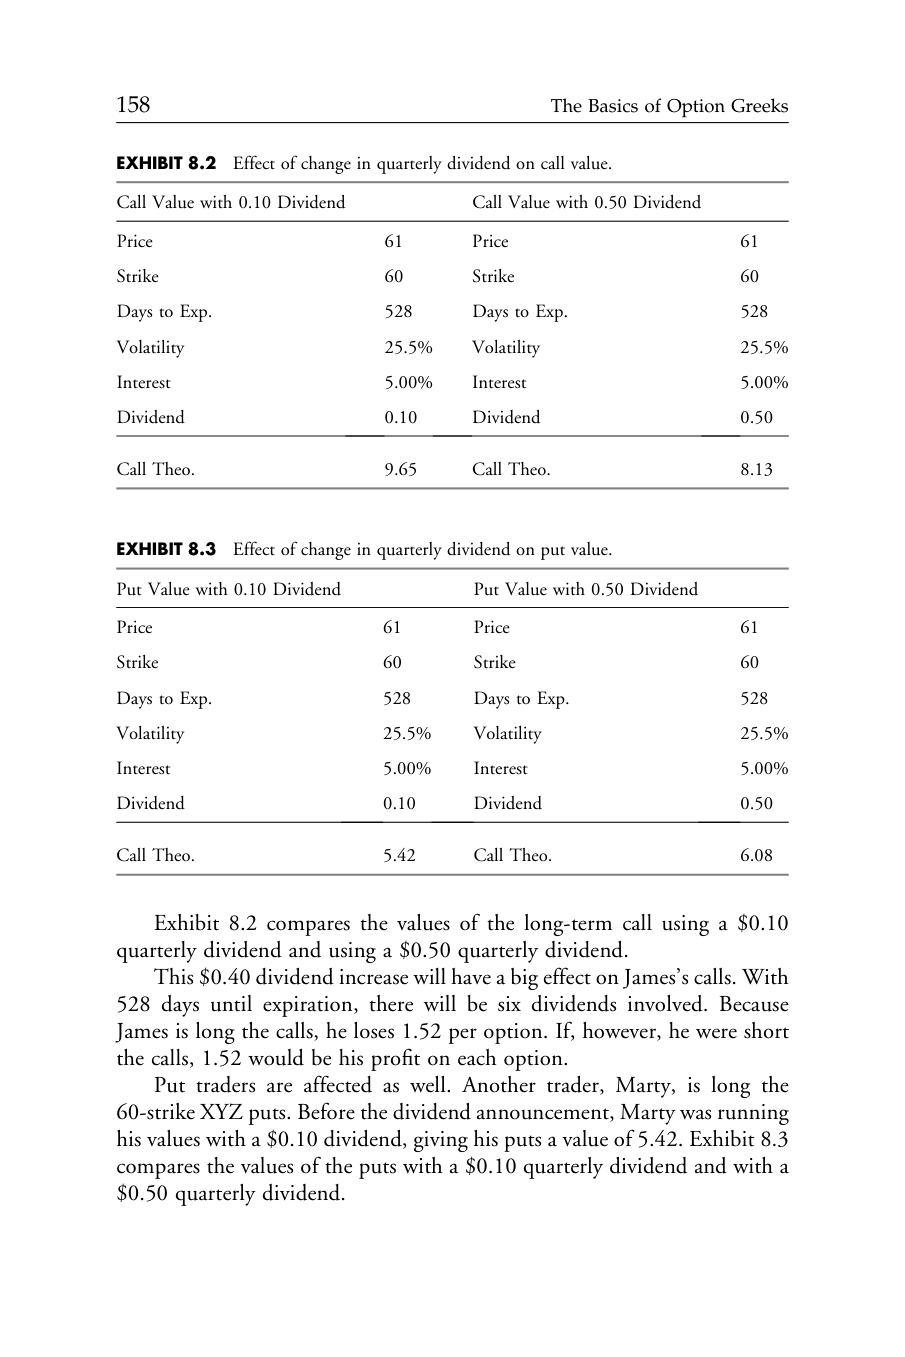 158 The Basics of Option Greeks
EXHIBIT 8.2 Effect of change in quarterly dividend on call value.
Call Value with 0.10 Dividend Call Value with 0.50 Dividend
Price 61 Price 61
Strike 60 Strike 60
Days to Exp. 528 Days to Exp. 528
Volatility 25.5% Volatility 25.5%
Interest 5.00% Interest 5.00%
Dividend 0.10 Dividend 0.50
Call Theo. 9.65 Call Theo. 8.13
EXHIBIT 8.3 Effect of change in quarterly dividend on put value.
Put Value with 0.10 Dividend Put Value with 0.50 Dividend
Price 61 Price 61
Strike 60 Strike 60
Days to Exp. 528 Days to Exp. 528
Volatility 25.5% Volatility 25.5%
Interest 5.00% Interest 5.00%
Dividend 0.10 Dividend 0.50
Call Theo. 5.42 Call Theo. 6.08
Exhibit 8.2 compares the values of the long-term call using a $0.10
quarterly dividend and using a $0.50 quarterly dividend.
This $0.40 dividend increase will have a big effect on James’s calls. With
528 days until expiration, there will be six dividends involved. Because
James is long the calls, he loses 1.52 per option. If, however, he were short
the calls, 1.52 would be his profit on each option.
Put traders are affected as well. Another trader, Marty, is long the
60-strike XYZ puts. Before the dividend announcement, Marty was running
his values with a $0.10 dividend, giving his puts a value of 5.42. Exhibit 8.3
compares the values of the puts with a $0.10 quarterly dividend and with a
$0.50 quarterly dividend.